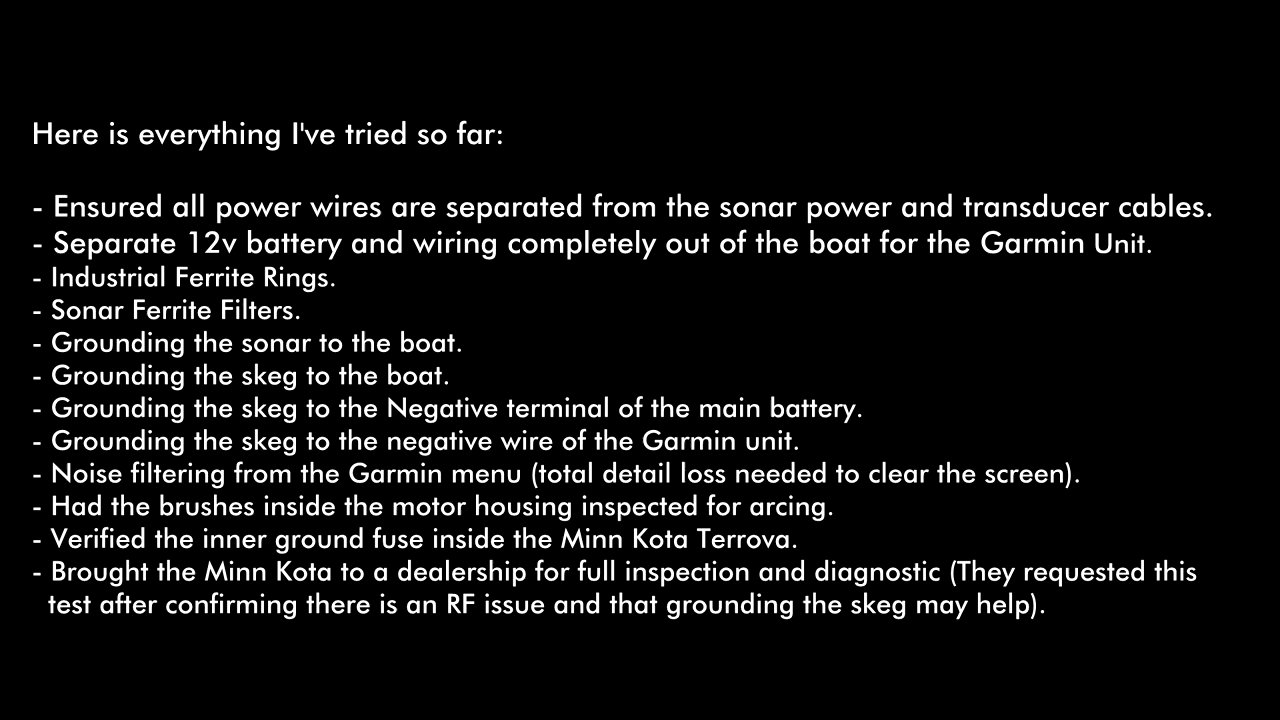 Here is everything I've tried so far:
- Ensured all power wires are separated from the sonar power and transducer cables.
- Separate 12v battery and wiring completely out of the boat for the Garmin Unit.
- Industrial Ferrite Rings.
- Sonar Ferrite Filters.
- Grounding the sonar to the boat.
- Grounding the skeg to the boat.
- Grounding the skeg to the Negative terminal of the main battery.
- Grounding the skeg to the negative wire of the Garmin unit.
- Noise filtering from the Garmin menu (total detail loss needed to clear the screen).
- Had the brushes inside the motor housing inspected for arcing.
- Verified the inner ground fuse inside the Minn Kota Terrova.
- Brought the Minn Kota to a dealership for full inspection and diagnostic (They requested this
test after confirming there is an RF issue and that grounding the skeg may help).